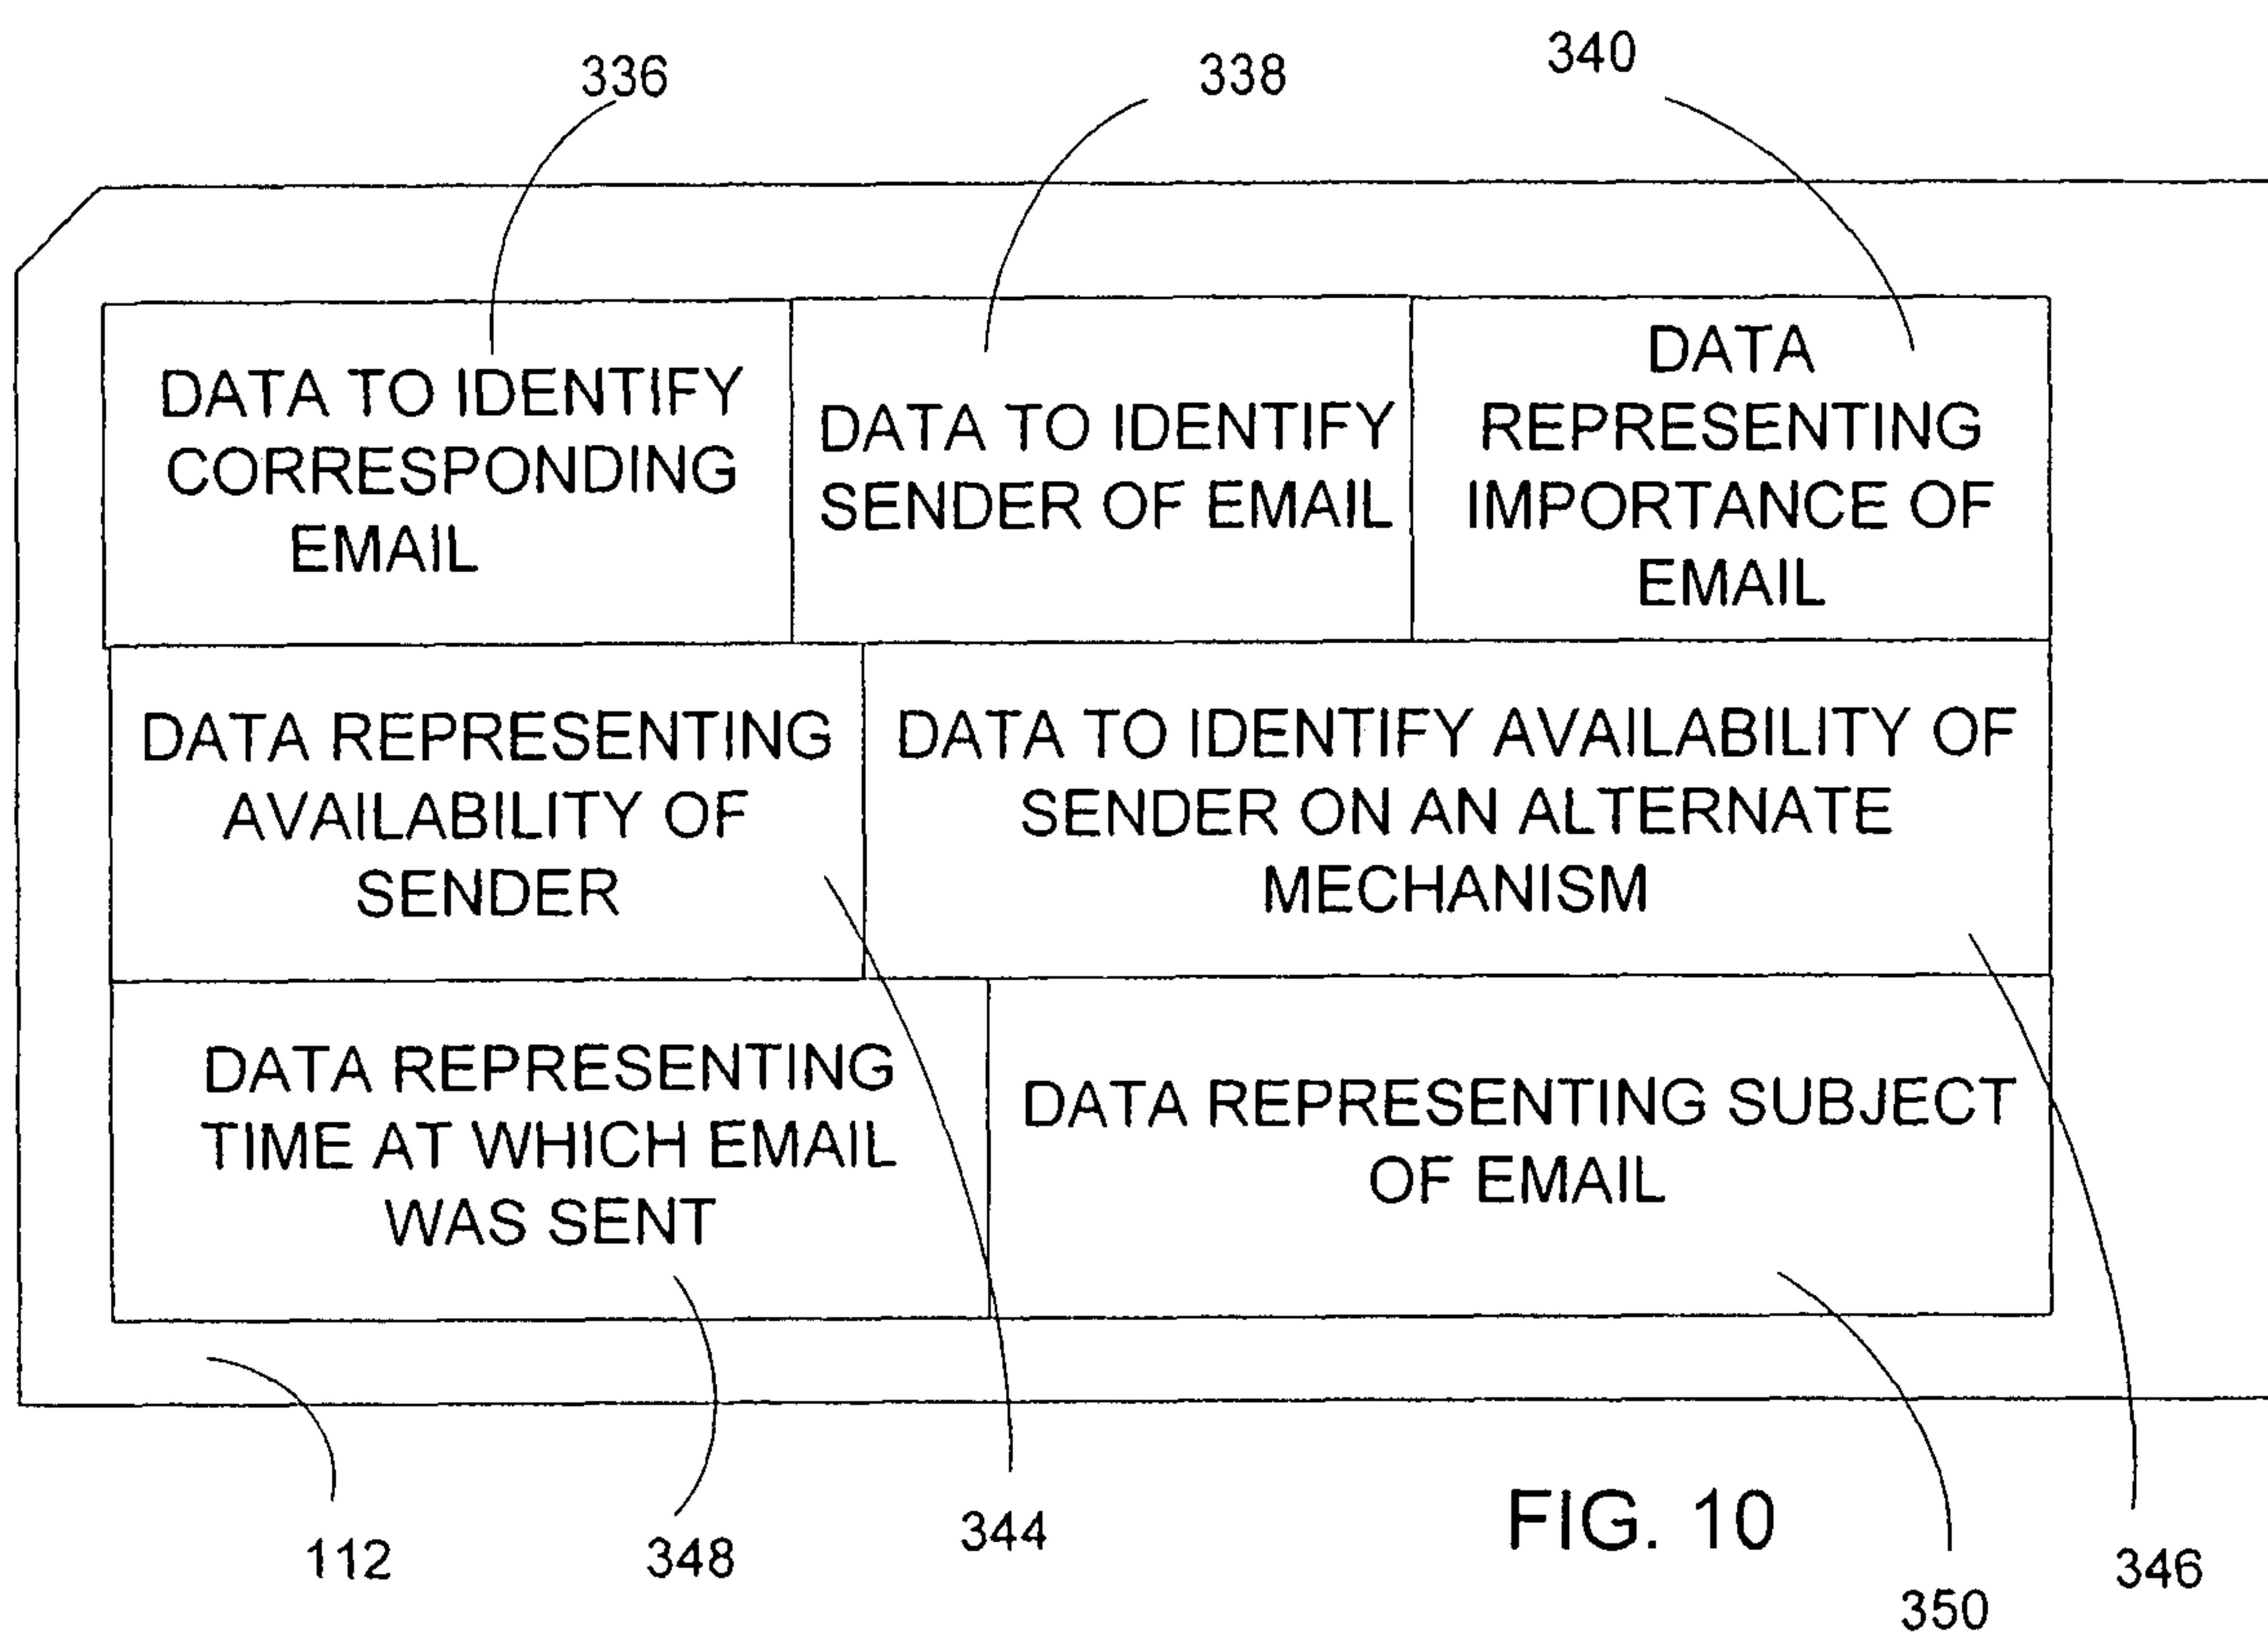 336
338
340
DATA TO IDENTIFY
CORRESPONDING
EMAIL
DATA TO IDENTIFY
SENDER OF EMAIL
DATA
REPRESENTING
IMPORTANCE OF
EMAIL
DATA REPRESENTING
AVAILABILITY OF
SENDER
DATA TO IDENTIFY AVAILABILITY OF
SENDER ON AN ALTERNATE
MECHANISM
DATA REPRESENTING
TIME AT WHICH EMAIL
WAS SENT
DATA REPRESENTING SUBJECT
OF EMAIL
112
348
344
FIG. 10
350
346